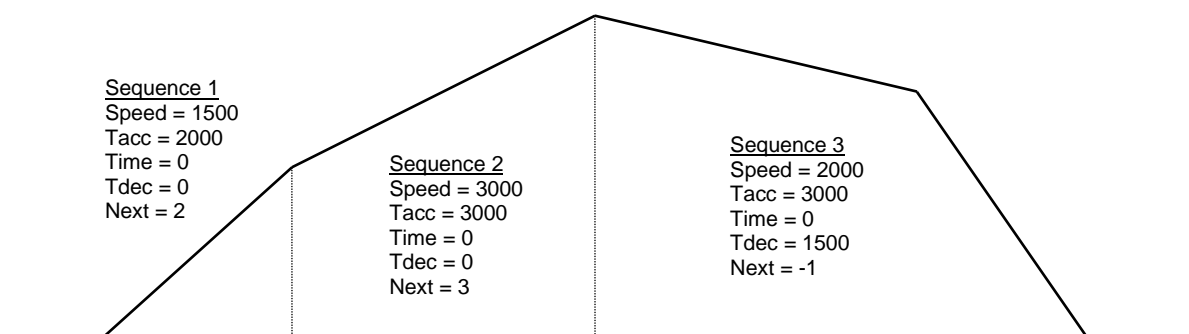 Sequence 1
Speed = 1500
Tacc = 2000
Time = 0
Tdec = 0
Next = 2
Sequence 2
Speed = 3000
Tacc = 3000
Time = 0
Tdec = 0
Next = 3
Sequence 3
Speed = 2000
Tacc = 3000
Time = 0
Tdec = 1500
Next = -1